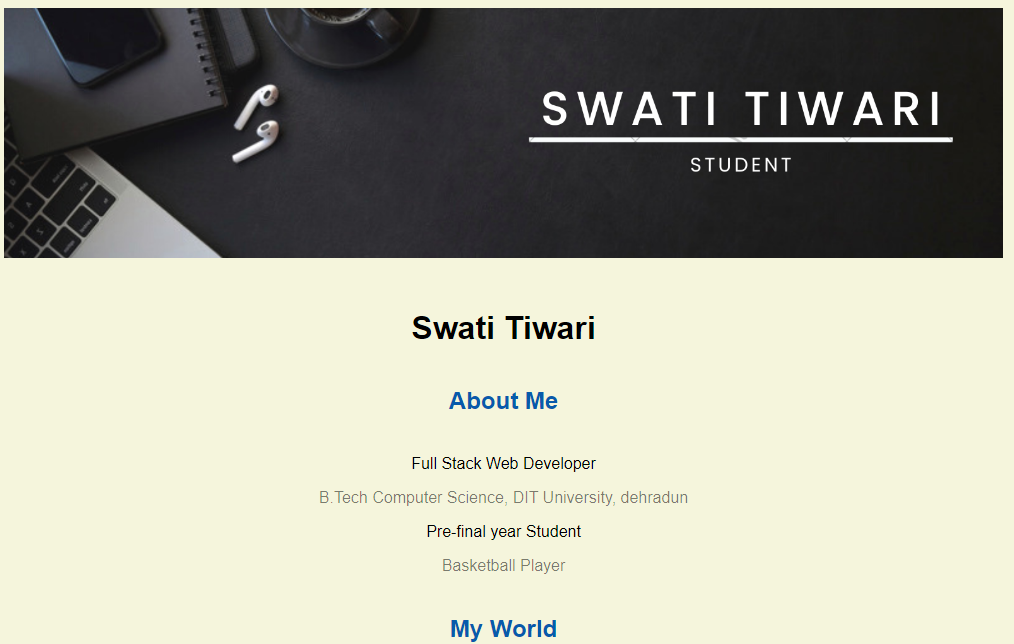 SWATI TIWARI
STUDENT
Swati Tiwari
About Me
Full Stack Web Developer
B.Tech Computer Science, DIT University, dehradun
Pre-final year Student
Basketball Player
My World